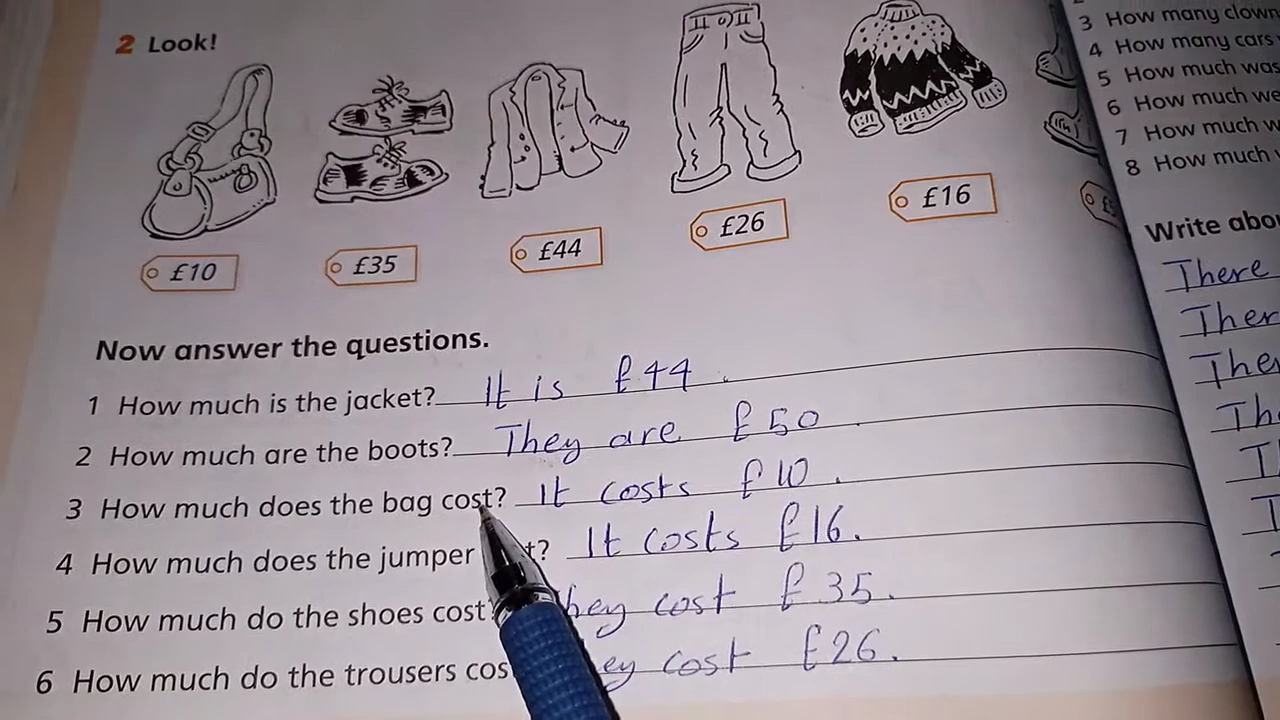 2 Look!
£10
£35
£44
£26
£16
Now answer the questions.
1 How much is the jacket? It is £44.
2 How much are the boots? They are £50.
3 How much does the bag cost? It costs £10.
4 How much does the jumper It costs £16.
5 How much do the shoes cost? They cost £35.
6 How much do the trousers cost £26.
3 How many clown
4 How many cars
5 How much was
6 How much we
7 How much w
8 How much
Write abo
There
Ther
The
Th